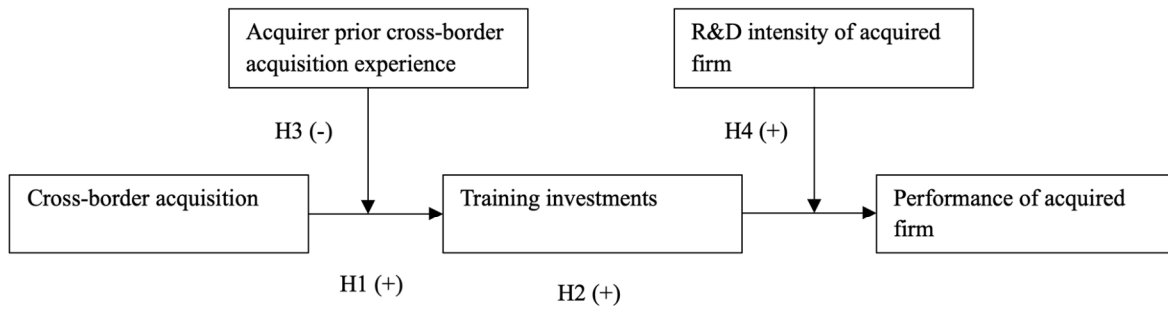 Acquirer prior cross-border
acquisition experience
R&D intensity of acquired
firm
H3 (-)
H4 (+)
Cross-border acquisition
Training investments
Performance of acquired
firm
H1 (+)
H2 (+)